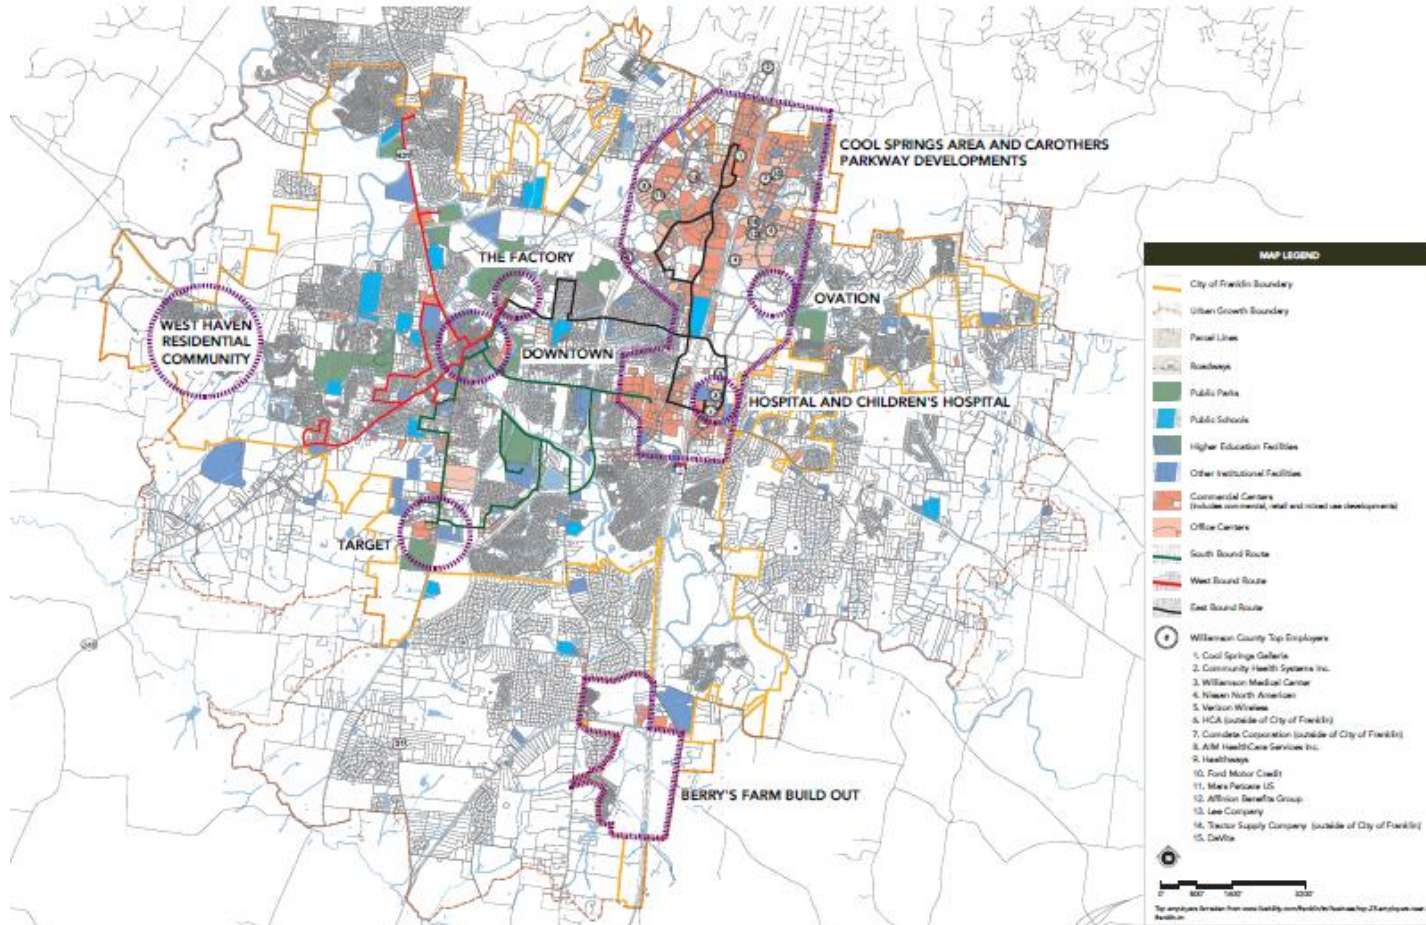 COOL SPRINGS AREA AND CAROTHERS
PARKWAY DEVELOPMENTS
THE FACTORY
WEST HAVEN
RESIDENTIAL
COMMUNITY
OVATION
DOWNTOWN
HOSPITAL AND CHILDREN'S HOSPITAL
TARGET
BERRY'S FARM BUILD OUT
MAP LEGEND
City of Franklin Boundary
Urban Growth Boundary
Parcel Lines
Roadways
Public Parks
Public Schools
Higher Education Facilities
Other Institutional Facilities
Commercial Centers
(includes commercial, retail and mixed use developments)
Office Centers
South Bound Route
West Bound Route
East Bound Route
# Williamson County Top Employers
1. Cool Springs Galleria
2. Community Health Systems Inc.
3. Williamson Medical Center
4. Nissan North American
5. Verizon Wireless
6. HCA (outside of City of Franklin)
7. Comdata Corporation (outside of City of Franklin)
8. AIM HealthCare Services Inc.
9. Healthways
10. Ford Motor Credit
11. Mars Petcare US
12. Affinion Benefits Group
13. Lee Company
14. Tractor Supply Company (outside of City of Franklin)
15. DaVita
0' 800' 1600' 3200'